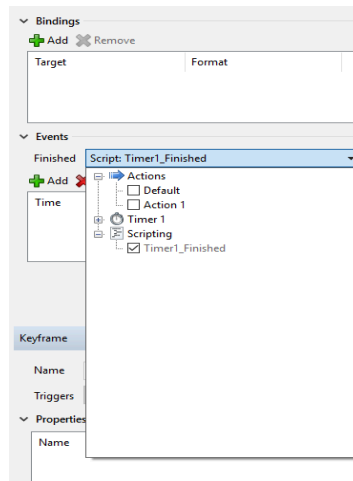 Bindings
Add Remove
Target Format
Events
Finished Script: Timer1_Finished
Add
Actions
Default
Time
Action 1
Timer 1
Scripting
Timer1_Finished
Keyframe
Name
Triggers
Properties
Name